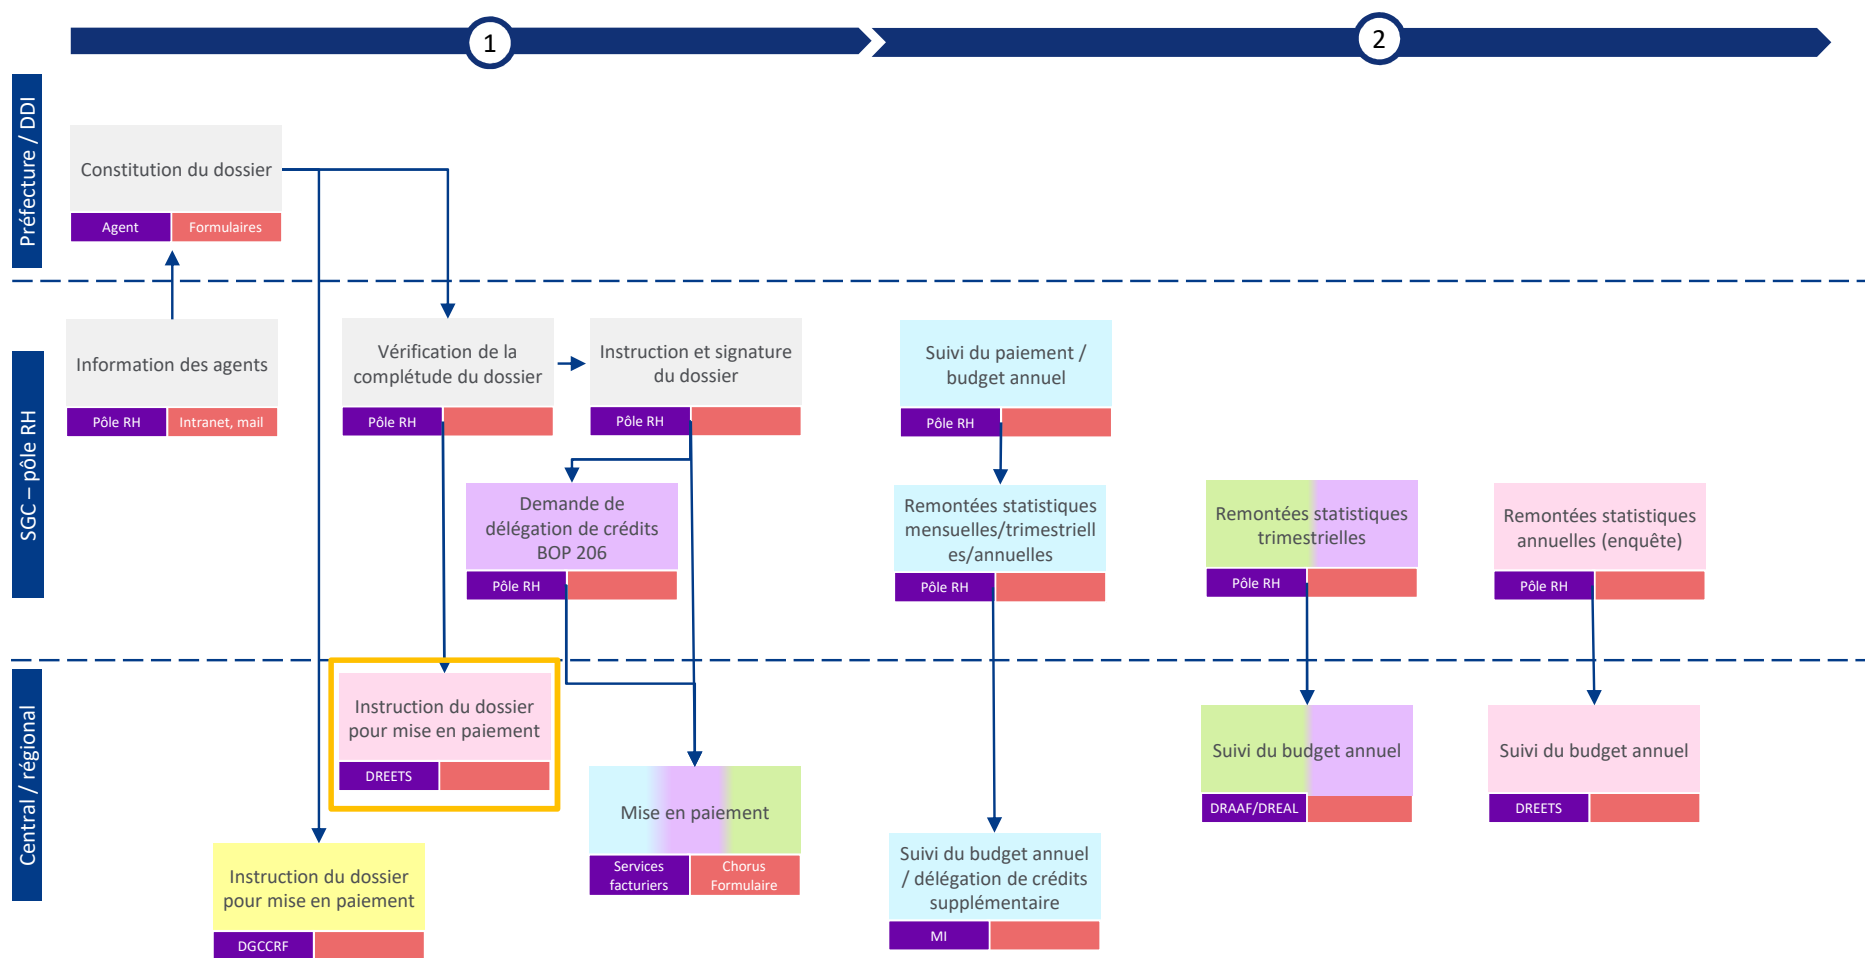 1
2
Préfecture / DDI
Constitution du dossier
Agent
Formulaires
SGC – pôle RH
Information des agents
Pôle RH
Intranet, mail
Vérification de la
complétude du dossier
Pôle RH
Instruction et signature
du dossier
Pôle RH
Suivi du paiement /
budget annuel
Pôle RH
Demande de
délégation de crédits
BOP 206
Pôle RH
Remontées statistiques
mensuelles/trimestriell
es/annuelles
Pôle RH
Remontées statistiques
trimestrielles
Pôle RH
Remontées statistiques
annuelles (enquête)
Pôle RH
Central / régional
Instruction du dossier
pour mise en paiement
DREETS
Mise en paiement
Services
facturiers
Chorus
Formulaire
Suivi du budget annuel
DRAAF/DREAL
Suivi du budget annuel
DREETS
Instruction du dossier
pour mise en paiement
DGCCRF
Suivi du budget annuel
/ délégation de crédits
supplémentaire
MI